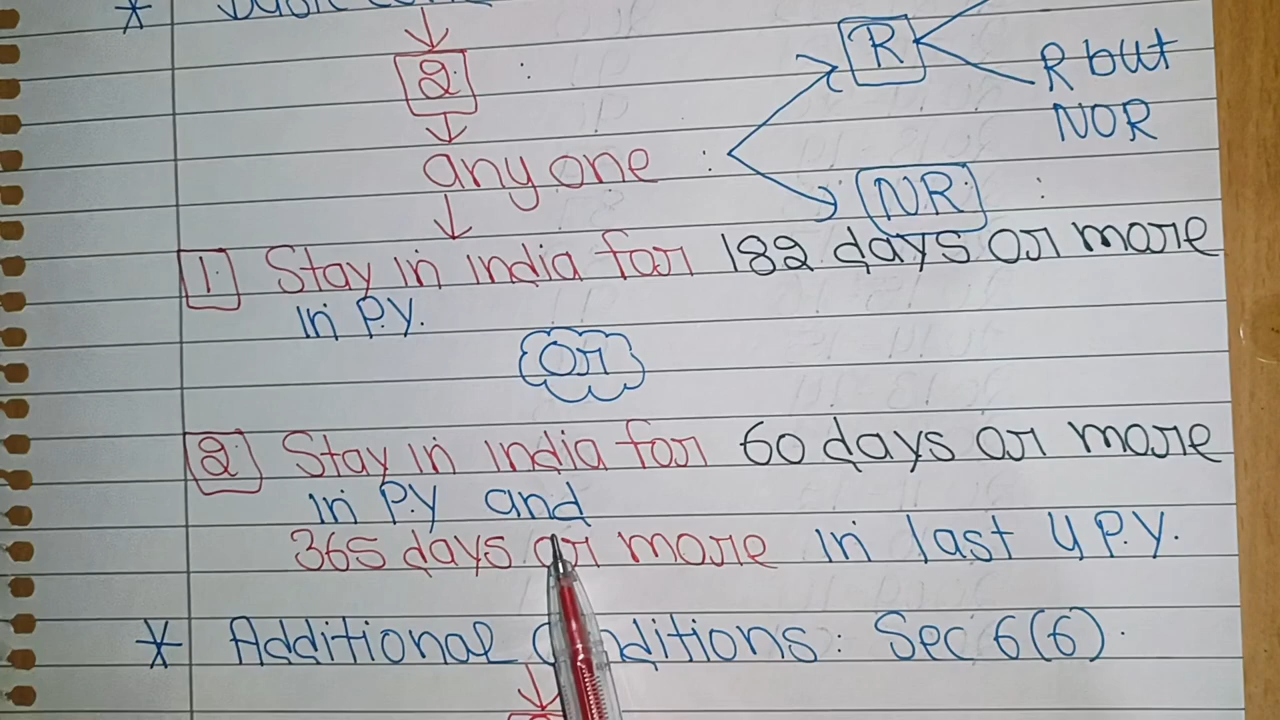 * Basic
2 :
R
R but
NOR
any one :
NR :
1. Stay in india for 182 days or more
in P.Y.
Or
2. Stay in india for 60 days or more
in P.Y and
365 days or more in last 4 P.Y.
* Additional Conditions: Sec 6(6).